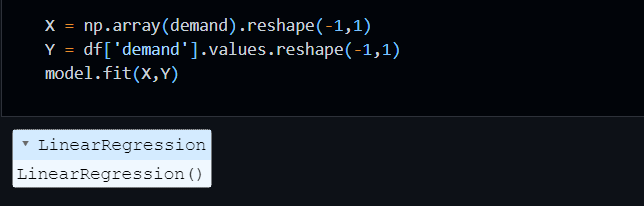 X = np.array(demand).reshape(-1,1)
Y = df['demand'].values.reshape(-1,1)
model.fit(X,Y)
▾ LinearRegression
LinearRegression()